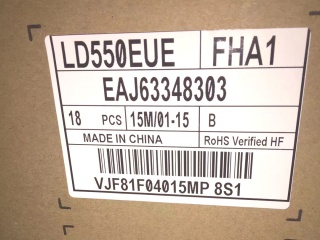 LD550EUE FHA1
EAJ63348303
18 PCS 15M/01-15 B
MADE IN CHINA RoHS Verified HF
VJF81F04015MP 8S1